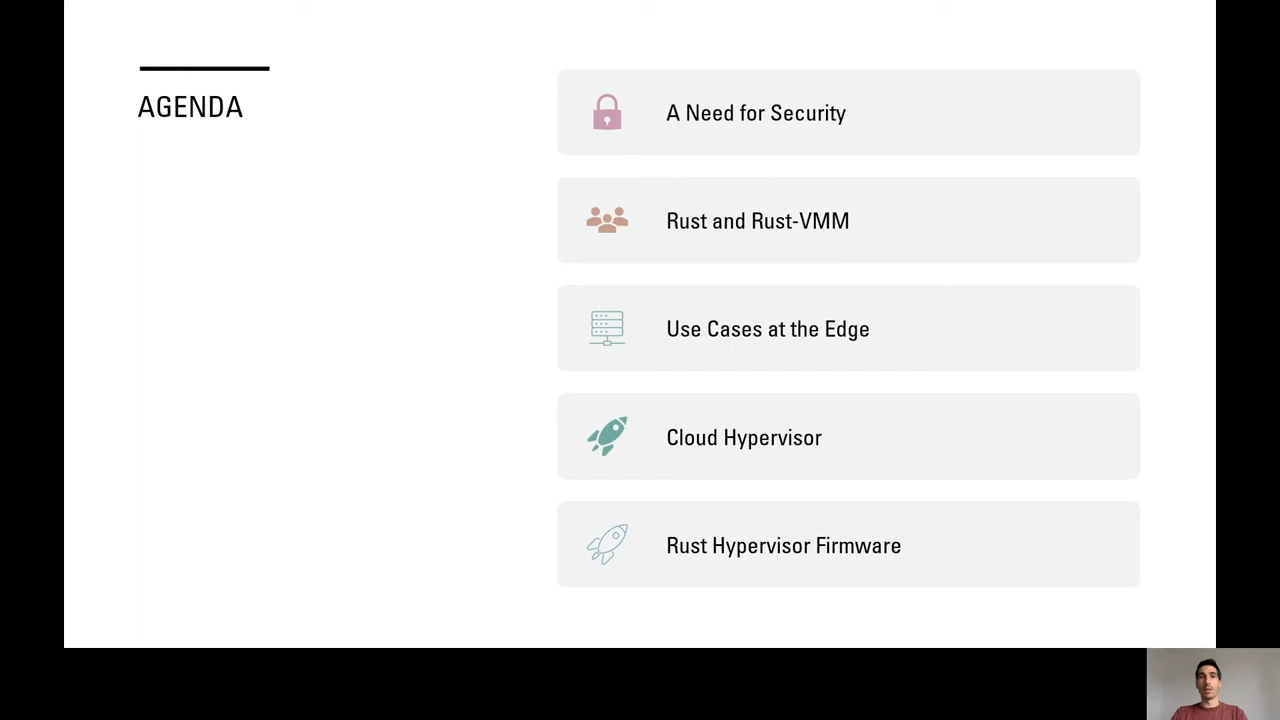 AGENDA
A Need for Security
Rust and Rust-VMM
Use Cases at the Edge
Cloud Hypervisor
Rust Hypervisor Firmware